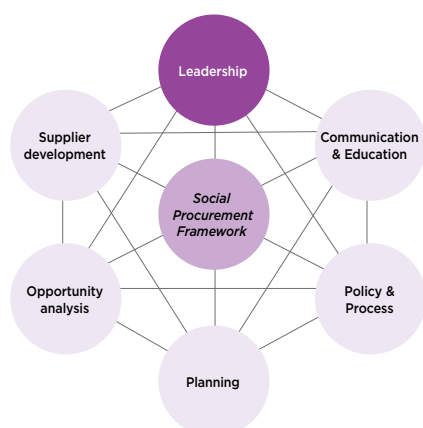 Leadership
Supplier
development
Communication
& Education
Social
Procurement
Framework
Opportunity
analysis
Policy &
Process
Planning